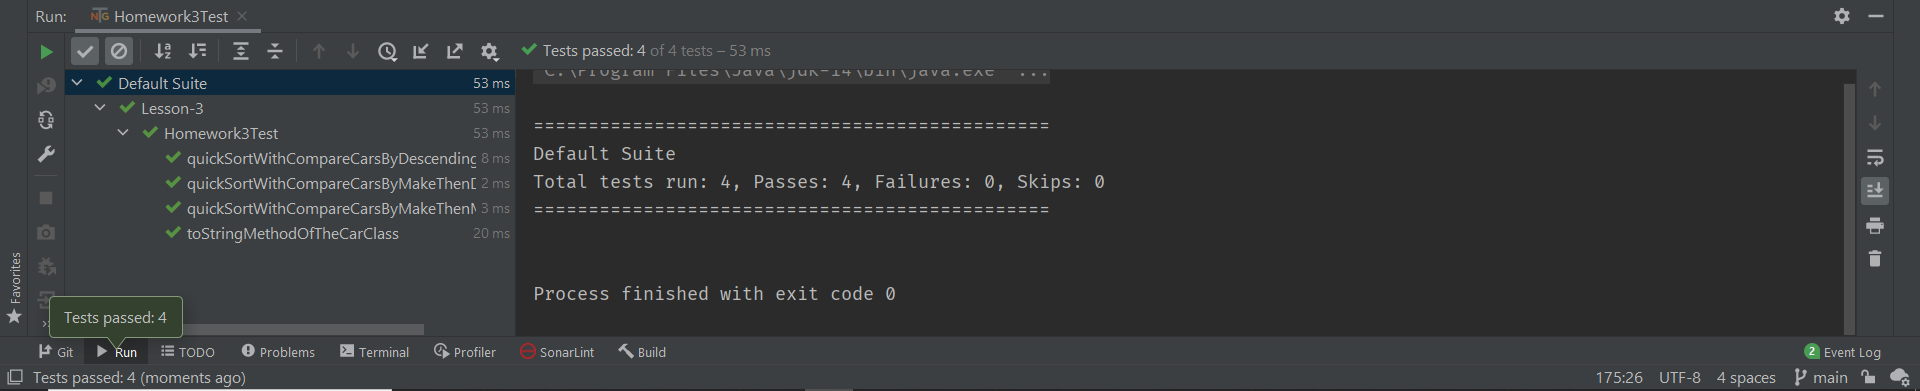 Run: NTG Homework3Test
Tests passed: 4 of 4 tests – 53 ms
Default Suite 53 ms
Lesson-3 53 ms
Homework3Test 53 ms
quickSortWithCompareCarsByDescending 8 ms
quickSortWithCompareCarsByMakeThenD 2 ms
quickSortWithCompareCarsByMakeThenM 3 ms
toStringMethodOfTheCarClass 20 ms
C:\Program Files\Java\jdk-14\bin\java.exe" ...
===============================================
Default Suite
Total tests run: 4, Passes: 4, Failures: 0, Skips: 0
===============================================
Process finished with exit code 0
Favorites
Tests passed: 4
Git Run TODO Problems Terminal Profiler SonarLint Build 2 Event Log
Tests passed: 4 (moments ago) 175:26 UTF-8 4 spaces main